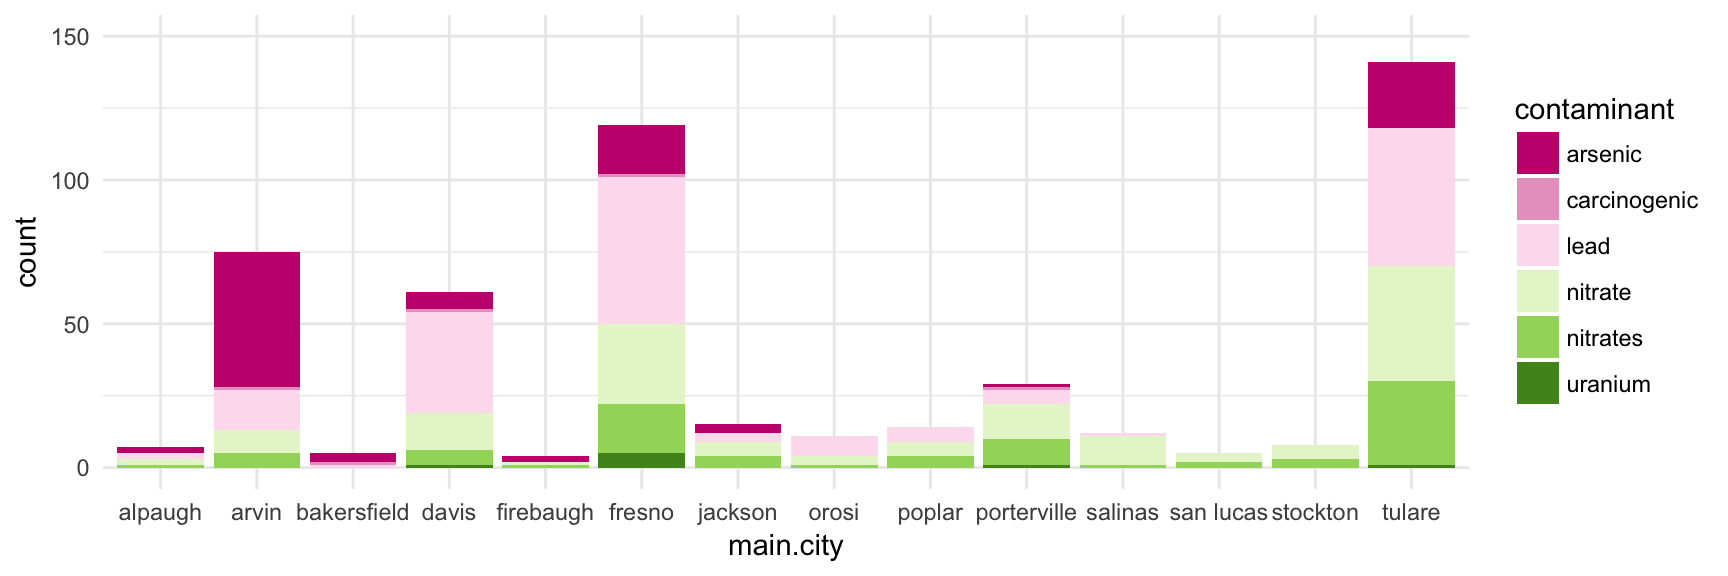 150
100
50
0
count
alpaugh arvin bakersfield davis firebaugh fresno jackson orosi poplar porterville salinas san lucas stockton tulare
main.city
contaminant
arsenic
carcinogenic
lead
nitrate
nitrates
uranium